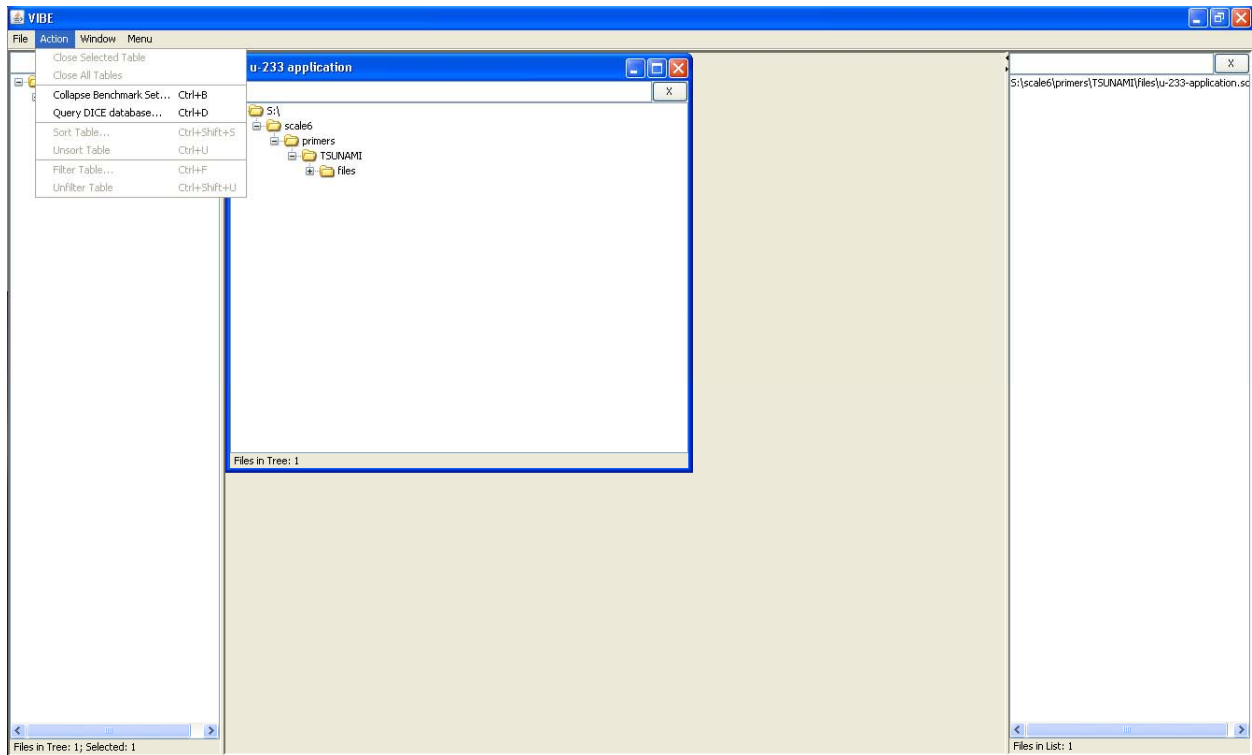 VIBE
File Action Window Menu
Close Selected Table
Close All Tables
Collapse Benchmark Set... Ctrl+B
Query DICE database... Ctrl+D
Sort Table... Ctrl+Shift+S
Unsort Table Ctrl+U
Filter Table... Ctrl+F
Unfilter Table Ctrl+Shift+U
u-233 application
X
S:\
scale6
primers
TSUNAMI
files
Files in Tree: 1
X
S:\scale6\primers\TSUNAMI\files\u-233-application.sd
Files in Tree: 1; Selected: 1
Files in List: 1